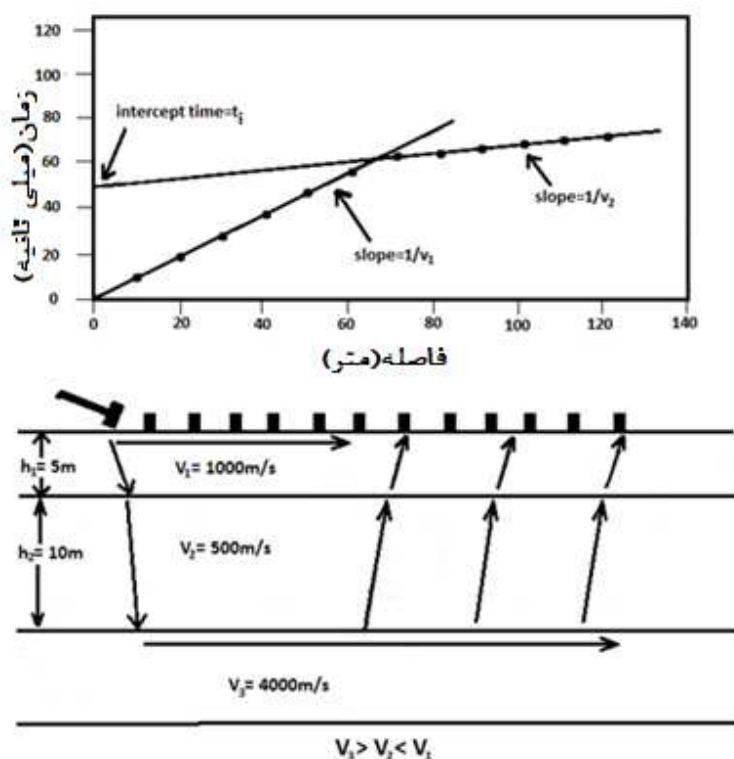 120
100
80
60
40
20
0
زمان(میلی ثانیه)
intercept time=tᵢ
slope=1/v₂
slope=1/v₁
0 20 40 60 80 100 120 140
فاصله(متر)
h₁= 5m
V₁= 1000m/s
h₂= 10m
V₂= 500m/s
V₃= 4000m/s
V₃> V₂< V₁